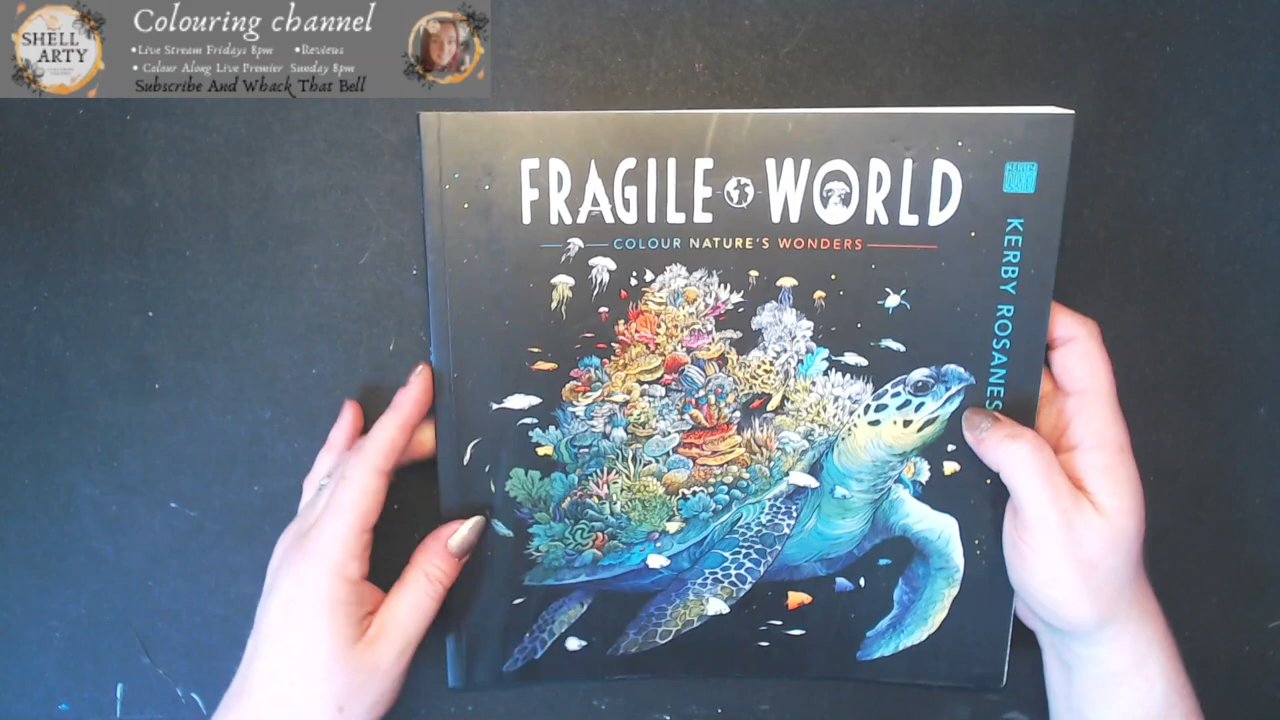 SHELL
ARTY
Colouring channel
•Live Stream Fridays 8pm •Reviews
• Colour Along Live Premier Sunday 8pm
Subscribe And Whack That Bell
FRAGILE WORLD
COLOUR NATURE'S WONDERS
KERBY ROSANES